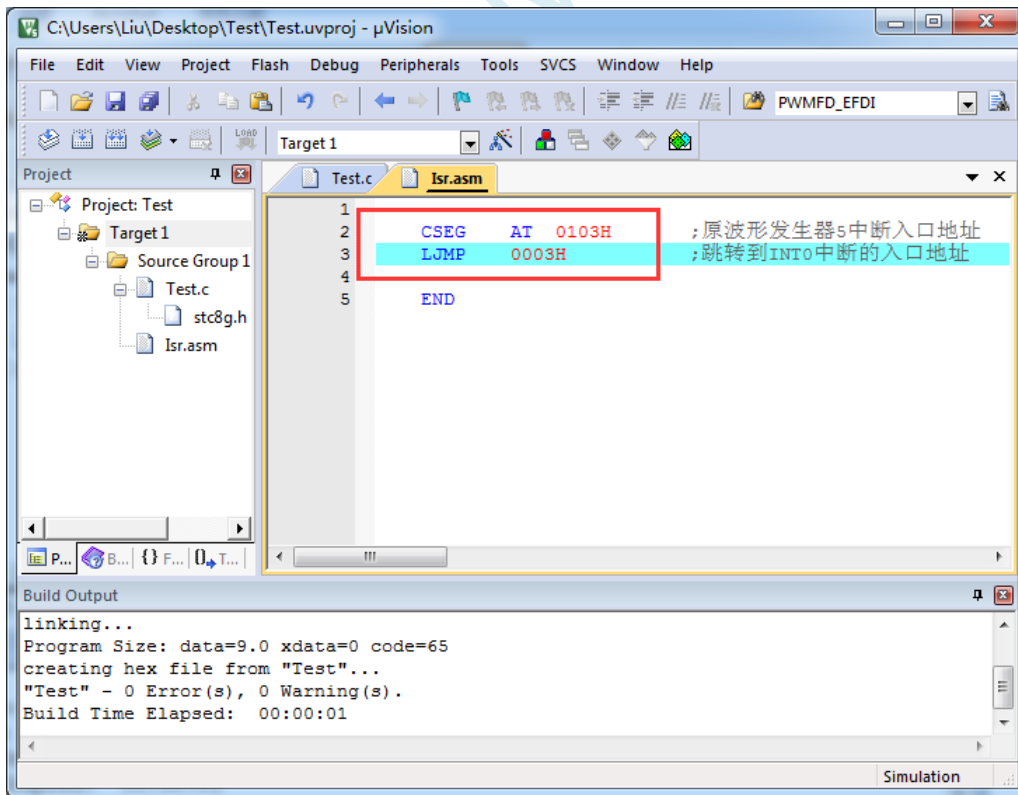 C:\Users\Liu\Desktop\Test\Test.uvproj - µVision
File Edit View Project Flash Debug Peripherals Tools SVCS Window Help
PWMFD_EFDI
LOAD Target 1
Project
Test.c Isr.asm
Project: Test
Target 1
Source Group 1
Test.c
stc8g.h
Isr.asm
1
2 CSEG AT 0103H ;原波形发生器5中断入口地址
3 LJMP 0003H ;跳转到INT0中断的入口地址
4
5 END
P... B... {} F... 0 T...
Build Output
linking...
Program Size: data=9.0 xdata=0 code=65
creating hex file from "Test"...
"Test" - 0 Error(s), 0 Warning(s).
Build Time Elapsed: 00:00:01
Simulation